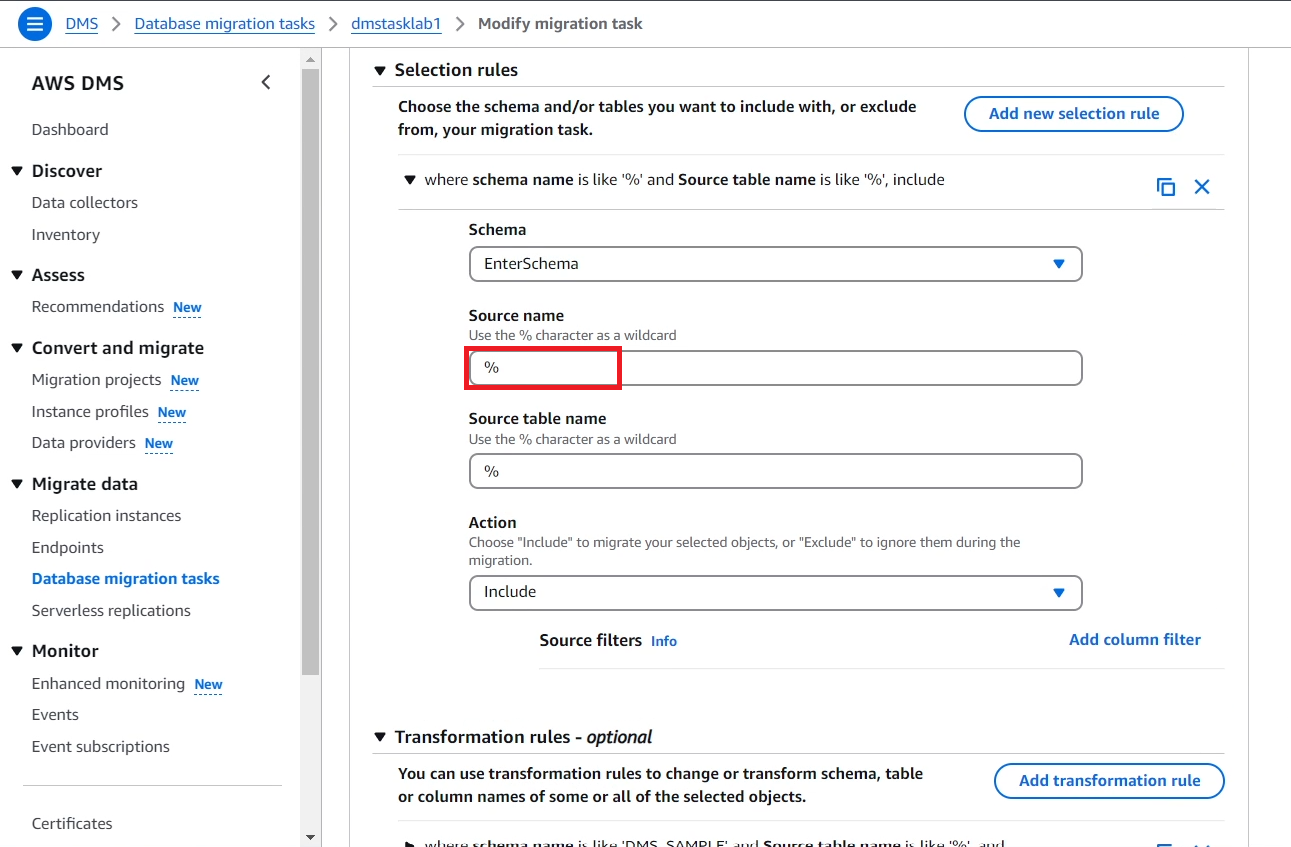 DMS > Database migration tasks > dmstasklab1 > Modify migration task
AWS DMS
Dashboard
Discover
Data collectors
Inventory
Assess
Recommendations New
Convert and migrate
Migration projects New
Instance profiles New
Data providers New
Migrate data
Replication instances
Endpoints
Database migration tasks
Serverless replications
Monitor
Enhanced monitoring New
Events
Event subscriptions
Certificates
Selection rules
Choose the schema and/or tables you want to include with, or exclude
from, your migration task.
Add new selection rule
where schema name is like '%' and Source table name is like '%', include
Schema
EnterSchema
Source name
Use the % character as a wildcard
%
Source table name
Use the % character as a wildcard
%
Action
Choose "Include" to migrate your selected objects, or "Exclude" to ignore them during the
migration.
Include
Source filters Info
Add column filter
Transformation rules - optional
You can use transformation rules to change or transform schema, table
or column names of some or all of the selected objects.
Add transformation rule
where schema name is like 'DMS_SAMPLE' and Source table name is like '%', and